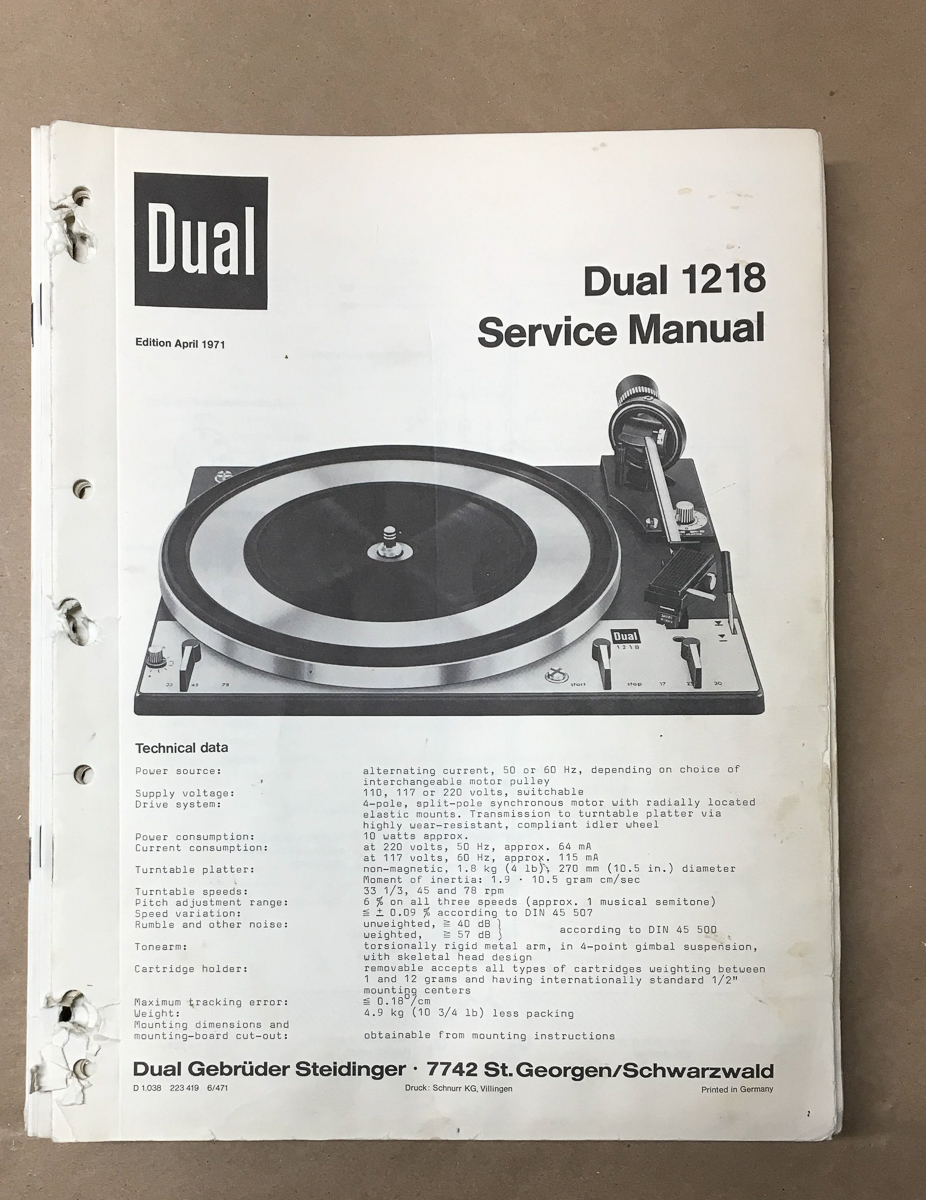 Dual
Dual 1218
Service Manual
Edition April 1971
Dual
1218
33 45 78
start stop 17 25 30
Technical data
Power source: alternating current, 50 or 60 Hz, depending on choice of
interchangeable motor pulley
Supply voltage: 110, 117 or 220 volts, switchable
Drive system: 4-pole, split-pole synchronous motor with radially located
elastic mounts. Transmission to turntable platter via
highly wear-resistant, compliant idler wheel
Power consumption: 10 watts approx.
Current consumption: at 220 volts, 50 Hz, approx. 64 mA
at 117 volts, 60 Hz, approx. 115 mA
Turntable platter: non-magnetic, 1.8 kg (4 lb), 270 mm (10.5 in.) diameter
Moment of inertia: 1.9 · 10.5 gram cm/sec
Turntable speeds: 33 1/3, 45 and 78 rpm
Pitch adjustment range: 6 % on all three speeds (approx. 1 musical semitone)
Speed variation: ≦ ± 0.09 % according to DIN 45 507
Rumble and other noise: unweighted, ≧ 40 dB }
weighted, ≧ 57 dB } according to DIN 45 500
Tonearm: torsionally rigid metal arm, in 4-point gimbal suspension,
with skeletal head design
Cartridge holder: removable accepts all types of cartridges weighting between
1 and 12 grams and having internationally standard 1/2"
mounting centers
Maximum tracking error: ≦ 0.18°/cm
Weight: 4.9 kg (10 3/4 lb) less packing
Mounting dimensions and
mounting-board cut-out: obtainable from mounting instructions
Dual Gebrüder Steidinger · 7742 St. Georgen/Schwarzwald
D 1.038 223 419 6/471 Druck: Schnurr KG, Villingen Printed in Germany